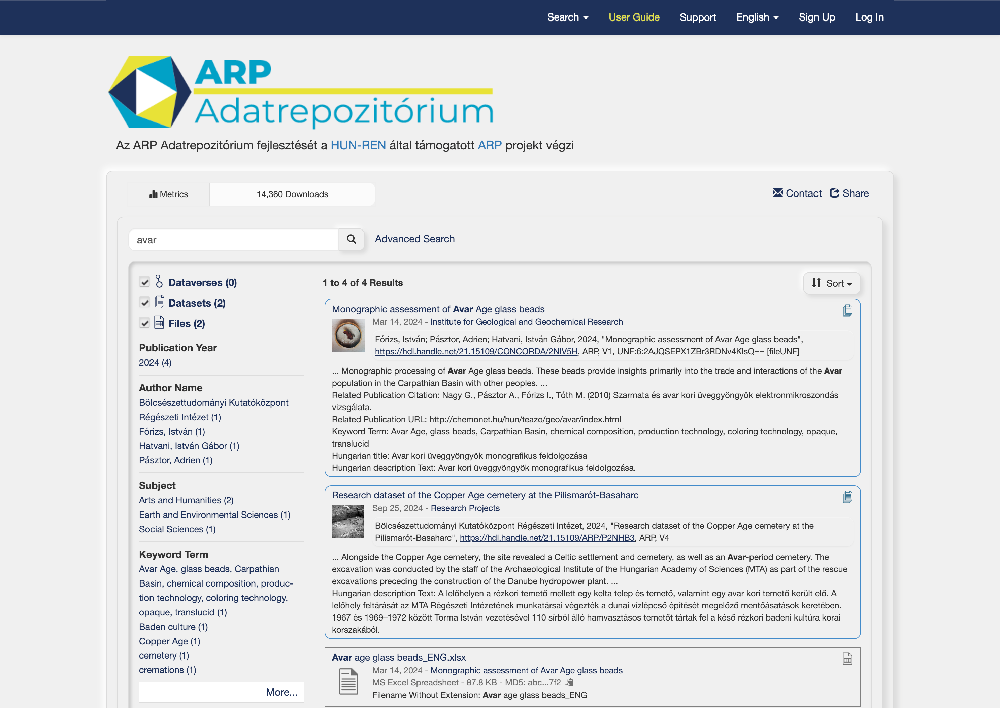 Search
User Guide
Support
English
Sign Up
Log In
ARP
Adatrepozitórium
Az ARP Adatrepozitórium fejlesztését a HUN-REN által támogatott ARP projekt végzi
Metrics
14,360 Downloads
Contact
Share
avar
Advanced Search
Dataverses (0)
Datasets (2)
Files (2)
Publication Year
2024 (4)
Author Name
Bölcsészettudományi Kutatóközpont
Régészeti Intézet (1)
Fórizs, István (1)
Hatvani, István Gábor (1)
Pásztor, Adrien (1)
Subject
Arts and Humanities (2)
Earth and Environmental Sciences (1)
Social Sciences (1)
Keyword Term
Avar Age, glass beads, Carpathian
Basin, chemical composition, produc-
tion technology, coloring technology,
opaque, translucid (1)
Baden culture (1)
Copper Age (1)
cemetery (1)
cremations (1)
More...
1 to 4 of 4 Results
Sort
Monographic assessment of Avar Age glass beads
Mar 14, 2024 - Institute for Geological and Geochemical Research
Fórizs, István; Pásztor, Adrien; Hatvani, István Gábor, 2024, "Monographic assessment of Avar Age glass beads",
https://hdl.handle.net/21.15109/CONCORDA/2NIV5H, ARP, V1, UNF:6:2AJQSEPX1ZBr3RDNv4KlsQ== [fileUNF]
... Monographic processing of Avar Age glass beads. These beads provide insights primarily into the trade and interactions of the Avar
population in the Carpathian Basin with other peoples. ...
Related Publication Citation: Nagy G., Pásztor A., Fórizs I., Tóth M. (2010) Szarmata és avar kori üveggyöngyök elektronmikroszondás
vizsgálata.
Related Publication URL: http://chemonet.hu/hun/teazo/geo/avar/index.html
Keyword Term: Avar Age, glass beads, Carpathian Basin, chemical composition, production technology, coloring technology, opaque,
translucid
Hungarian title: Avar kori üveggyöngyök monografikus feldolgozása
Hungarian description Text: Avar kori üveggyöngyök monografikus feldolgozása.
Research dataset of the Copper Age cemetery at the Pilismarót-Basaharc
Sep 25, 2024 - Research Projects
Bölcsészettudományi Kutatóközpont Régészeti Intézet, 2024, "Research dataset of the Copper Age cemetery at the
Pilismarót-Basaharc", https://hdl.handle.net/21.15109/ARP/P2NHB3, ARP, V4
... Alongside the Copper Age cemetery, the site revealed a Celtic settlement and cemetery, as well as an Avar-period cemetery. The
excavation was conducted by the staff of the Archaeological Institute of the Hungarian Academy of Sciences (MTA) as part of the rescue
excavations preceding the construction of the Danube hydropower plant. ...
Hungarian description Text: A lelőhelyen a rézkori temető mellett egy kelta telep és temető, valamint egy avar kori temető került elő. A
lelőhely feltárását az MTA Régészeti Intézetének munkatársai végezték a dunai vízlépcső építését megelőző mentőásatások keretében.
1967 és 1969–1972 között Torma István vezetésével 110 sírból álló hamvasztásos temetőt tártak fel a késő rézkori badeni kultúra korai
korszakából.
Avar age glass beads_ENG.xlsx
Mar 14, 2024 - Monographic assessment of Avar Age glass beads
MS Excel Spreadsheet - 87.8 KB - MD5: abc...7f2
Filename Without Extension: Avar age glass beads_ENG